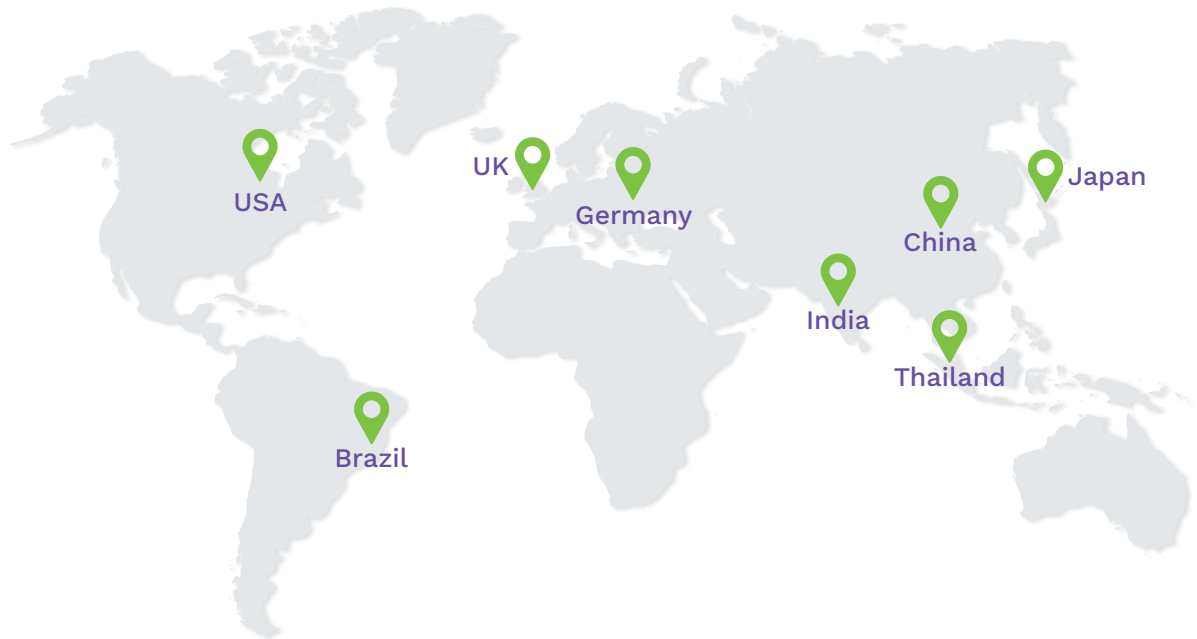 UK
Japan
USA
Germany
China
India
Thailand
Brazil